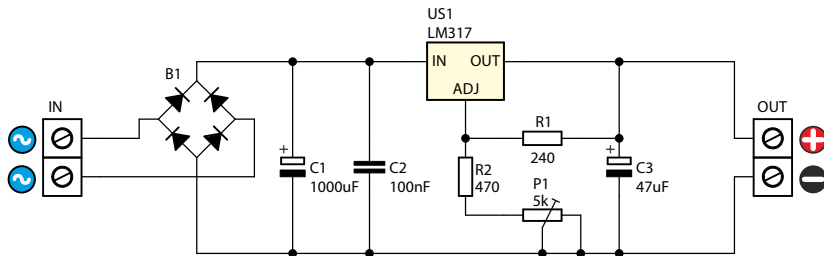 US1
LM317
IN OUT
ADJ
B1
IN
OUT
R1
240
C1
1000uF
C2
100nF
R2
470
P1
5k
C3
47uF
+
+